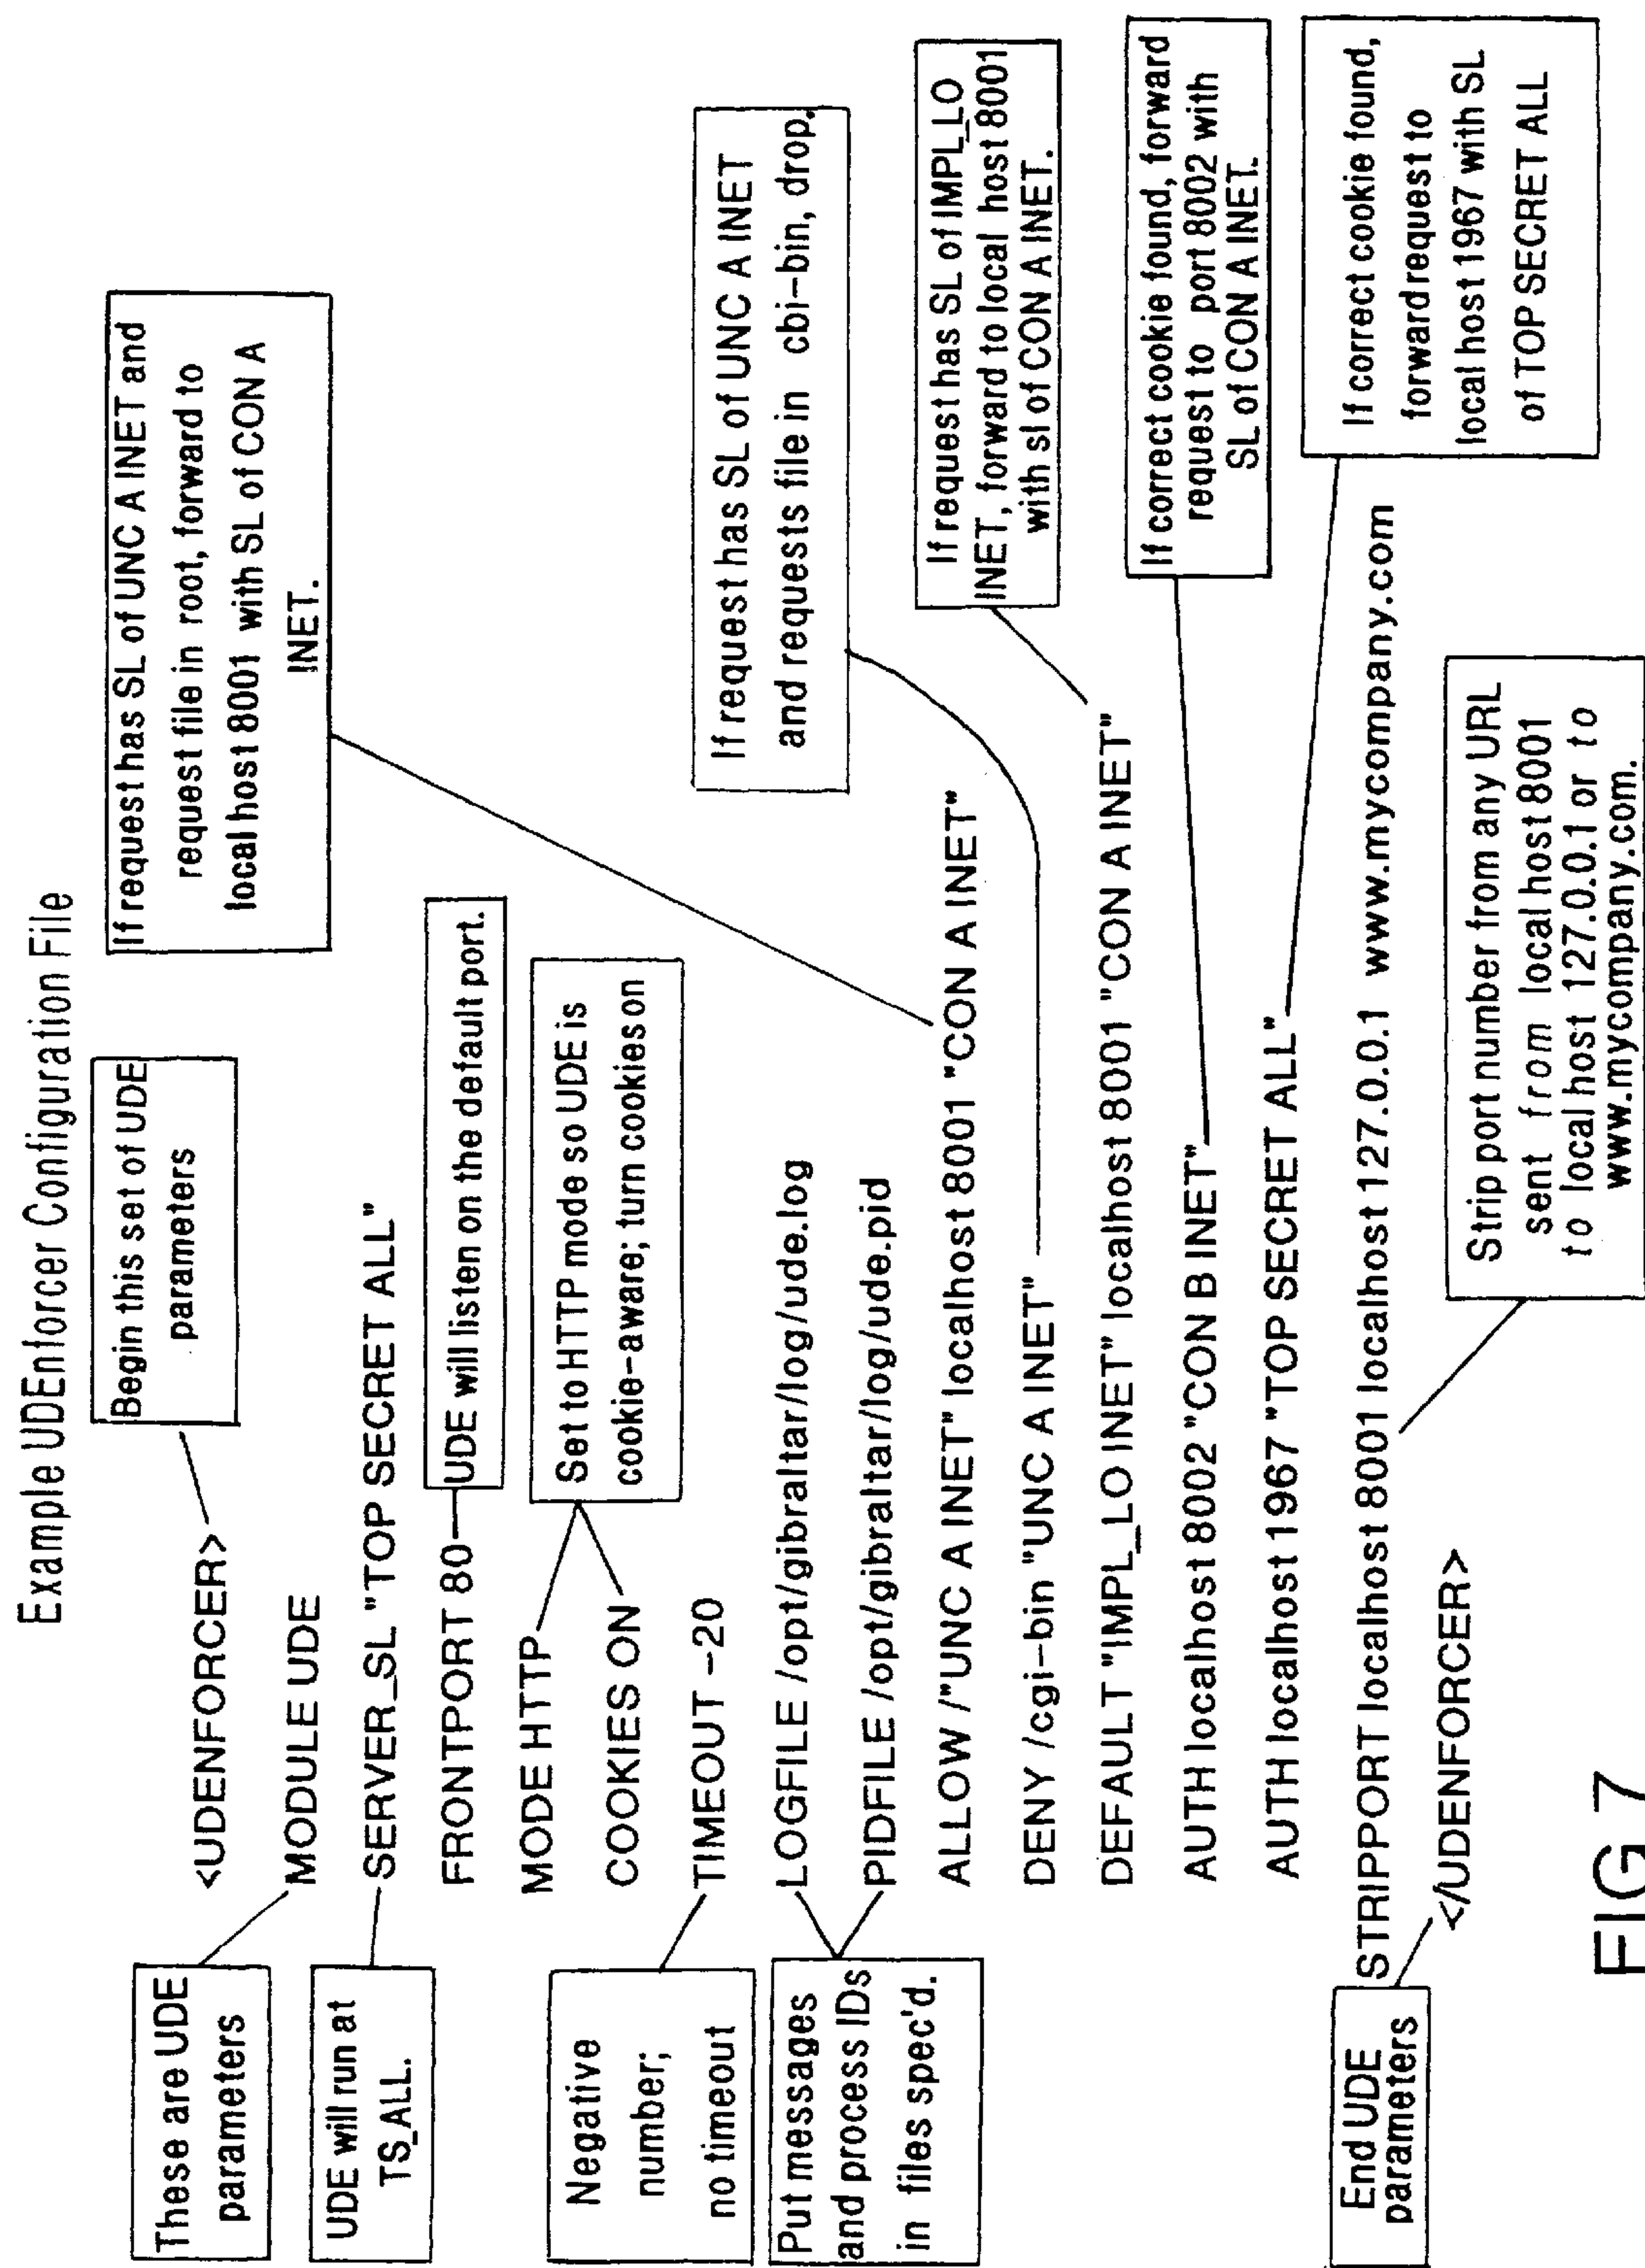 Example UDEnforcer Configuration File
Begin this set of UDE
parameters
<UDENFORCER>
These are UDE
parameters
MODULE UDE
UDE will run at
TS_ALL.
SERVER_SL "TOP SECRET ALL"
FRONTPORT 80
UDE will listen on the default port.
MODE HTTP
Set to HTTP mode so UDE is
cookie-aware; turn cookies on
COOKIES ON
Negative
number;
no timeout
TIMEOUT -20
Put messages
and process IDs
in files spec'd.
LOGFILE /opt/gibraltar/log/ude.log
PIDFILE /opt/gibraltar/log/ude.pid
If request has SL of UNC A INET and
request file in root, forward to
local host 8001 with SL of CON A
INET.
ALLOW /"UNC A INET" localhost 8001 "CON A INET"
If request has SL of UNC A INET
and requests file in cbi-bin, drop.
DENY /cgi-bin "UNC A INET"
If request has SL of IMPL_LO
INET, forward to local host 8001
with sl of CON A INET.
DEFAULT "IMPL_LO INET" localhost 8001 "CON A INET"
If correct cookie found, forward
request to port 8002 with
SL of CON A INET.
AUTH localhost 8002 "CON B INET"
If correct cookie found,
forward request to
local host 1967 with SL
of TOP SECRET ALL
AUTH localhost 1967 "TOP SECRET ALL"
STRIPPORT localhost 8001 localhost 127.0.0.1 www.mycompany.com
Strip port number from any URL
sent from local host 8001
to local host 127.0.0.1 or to
www.mycompany.com.
End UDE
parameters
</UDENFORCER>
FIG 7